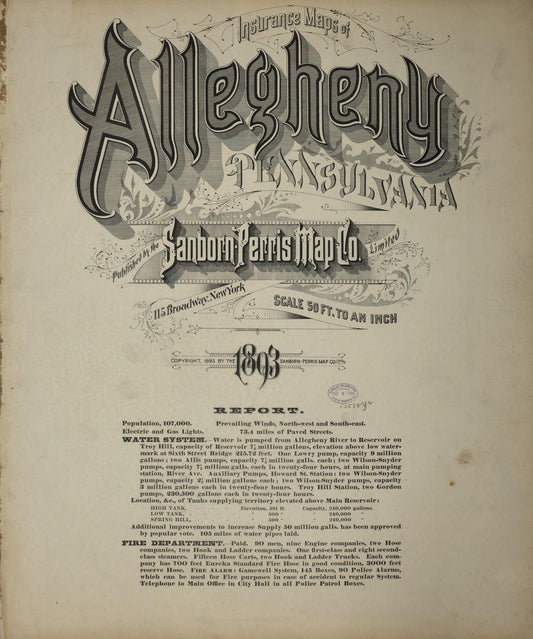 Insurance Maps of
Allegheny
PENNSYLVANIA
Published by the
Sanborn-Perris Map Co. Limited
115 Broadway, New York
SCALE 50 FT. TO AN INCH
COPYRIGHT, 1893 BY THE SANBORN-PERRIS MAP CO.
1893
REPORT.
Population, 107,000. Prevailing Winds, North-west and South-east.
Electric and Gas Lights. 73.4 miles of Paved Streets.
WATER SYSTEM.—Water is pumped from Allegheny River to Reservoir on
Troy Hill, capacity of Reservoir 7½ million gallons, elevation above low water-
mark at Sixth Street Bridge 215.72 feet. One Lowry pump, capacity 9 million
gallons; two Allis pumps, capacity 7½ million galls. each; two Wilson-Snyder
pumps, capacity 7½ million galls. each in twenty-four hours, at main pumping
station, River Ave. Auxiliary Pumps, Howard St. Station: two Wilson-Snyder
pumps, capacity 2½ million gallons each; two Wilson-Snyder pumps, capacity
3 million gallons each in twenty-four hours. Troy Hill Station, two Gordon
pumps, 230,500 gallons each in twenty-four hours.
Location, &c., of Tanks supplying territory elevated above Main Reservoir:
HIGH TANK, Elevation, 581 ft. Capacity, 240,000 gallons.
LOW TANK, 500 " 240,000 "
SPRING HILL, 500 " 240,000 "
Additional improvements to increase Supply 50 million galls. has been approved
by popular vote. 105 miles of water pipes laid.
FIRE DEPARTMENT.—Paid. 90 men, nine Engine companies, two Hose
companies, two Hook and Ladder companies. One first-class and eight second-
class steamers. Fifteen Hose Carts, two Hook and Ladder Trucks. Each com-
pany has 700 feet Eureka Standard Fire Hose in good condition, 3000 feet
reserve Hose. FIRE ALARM: Gamewell System, 145 Boxes, 90 Police Alarms,
which can be used for Fire purposes in case of accident to regular System.
Telephone to Main Office in City Hall in all Police Patrol Boxes.